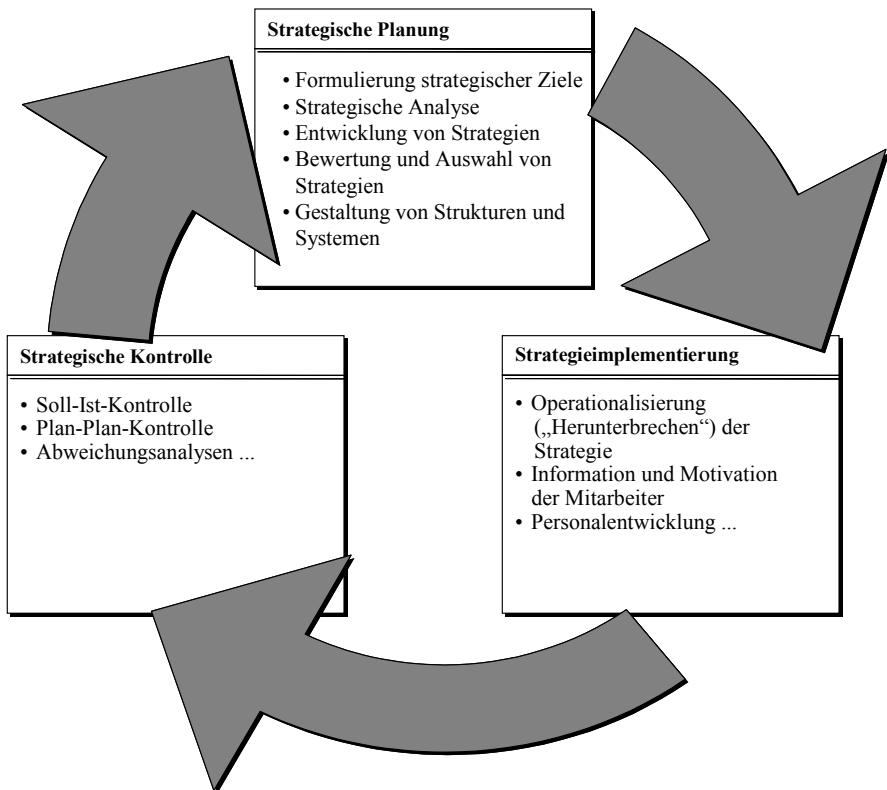 Strategische Planung
• Formulierung strategischer Ziele
• Strategische Analyse
• Entwicklung von Strategien
• Bewertung und Auswahl von
Strategien
• Gestaltung von Strukturen und
Systemen
Strategieimplementierung
• Operationalisierung
(„Herunterbrechen“) der
Strategie
• Information und Motivation
der Mitarbeiter
• Personalentwicklung ...
Strategische Kontrolle
• Soll-Ist-Kontrolle
• Plan-Plan-Kontrolle
• Abweichungsanalysen ...